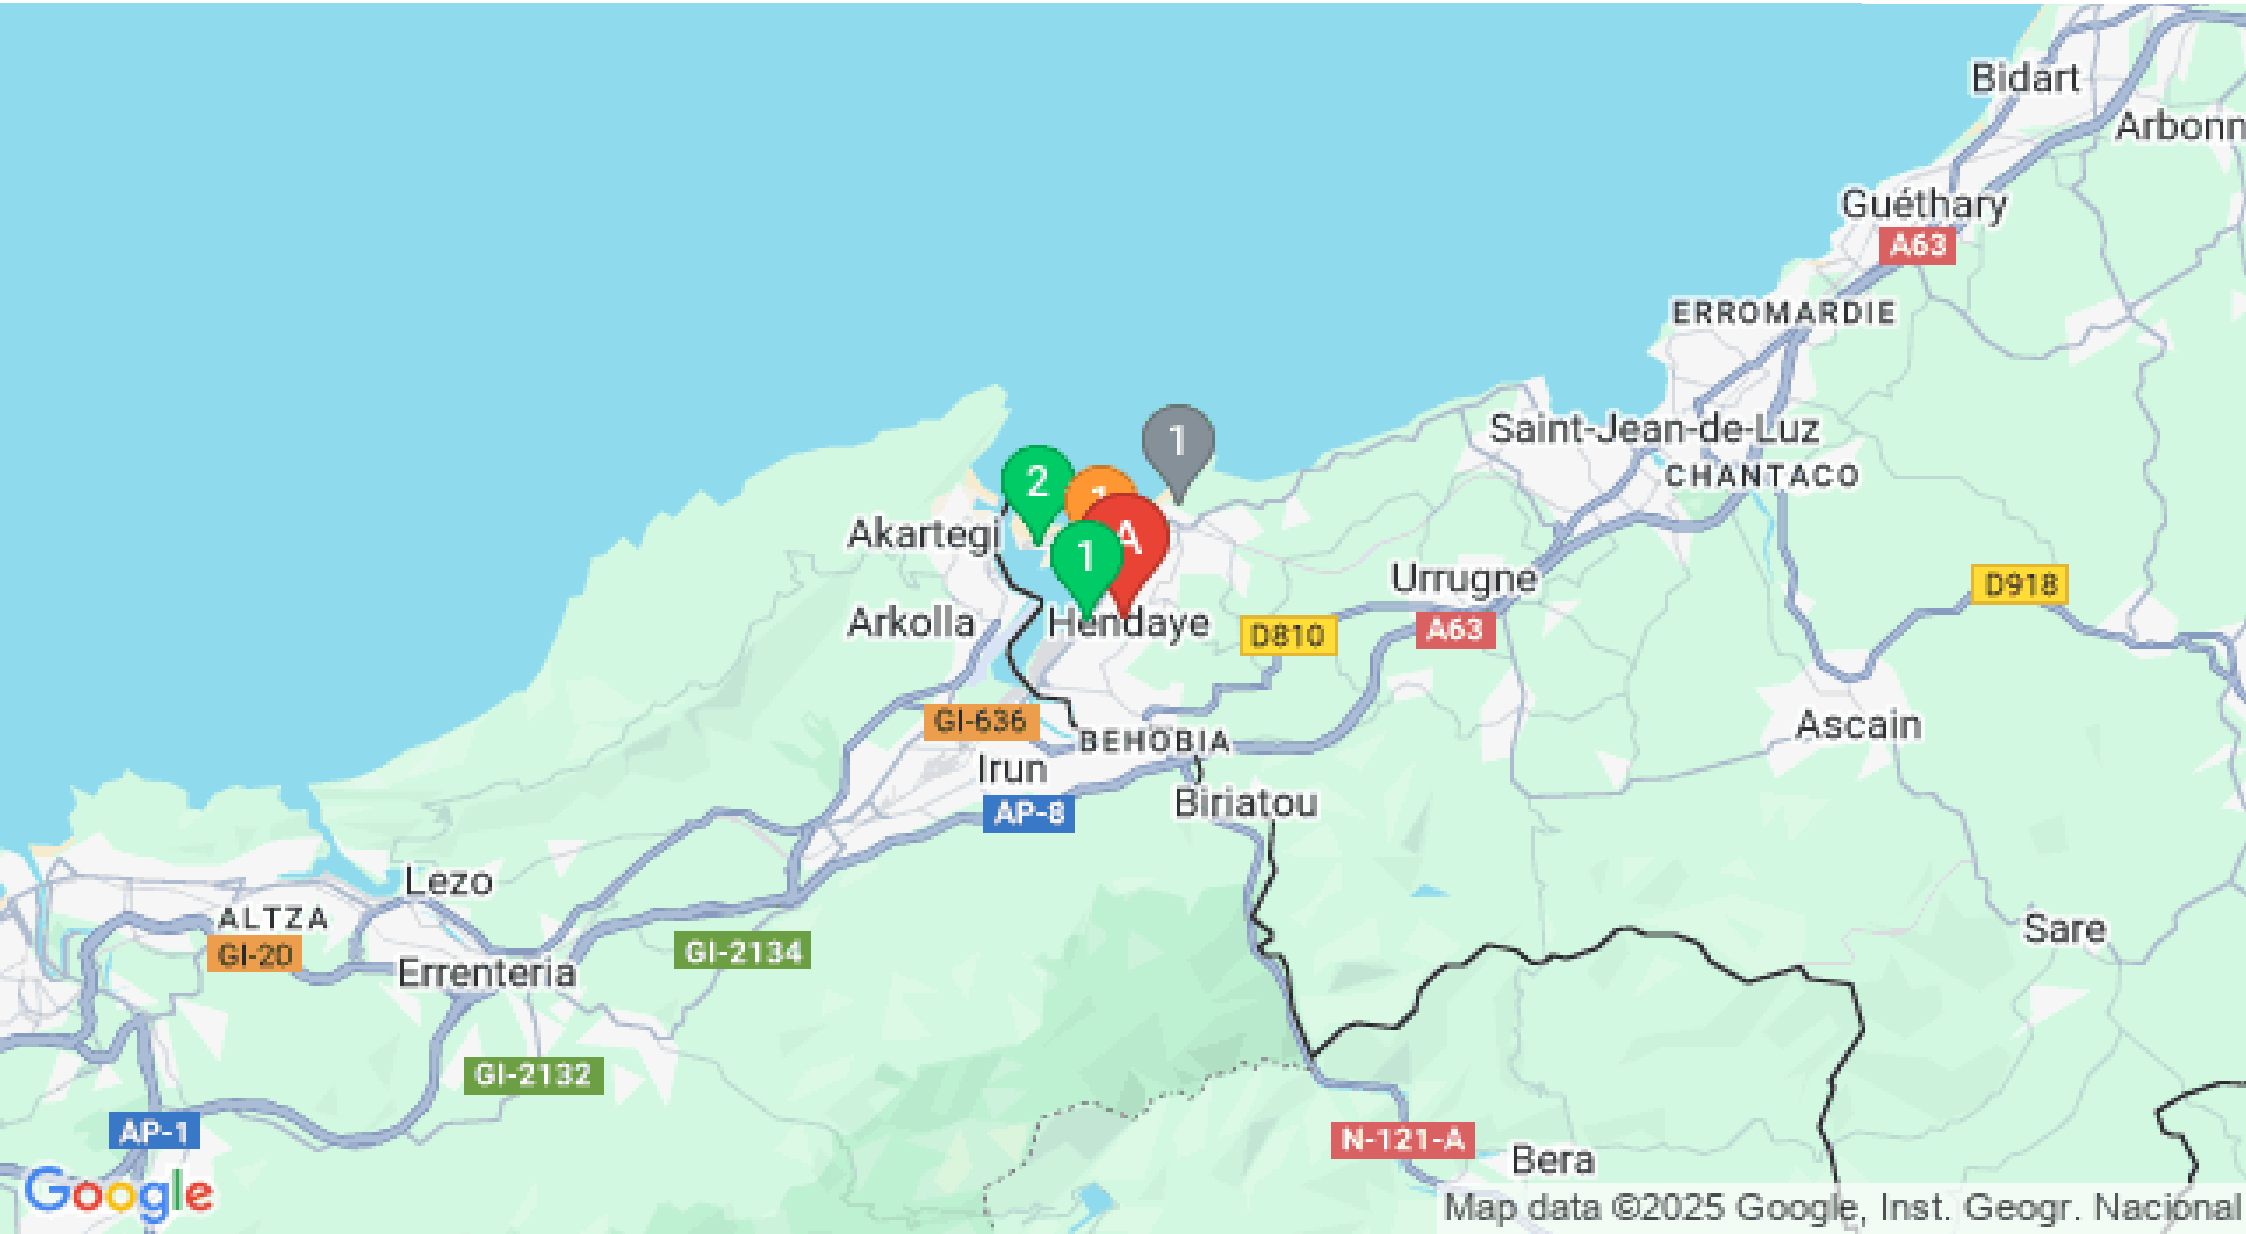 Bidart
Arbonn
Guéthary
A63
ERROMARDIE
1
Saint-Jean-de-Luz
2
1
CHANTACO
Akartegi
A
1
Urrugne
D918
Arkolla
Hendaye
D810
A63
GI-636
BEHOBIA
Ascain
Irun
AP-8
Biriatou
Lezo
ALTZA
GI-20
GI-2134
Sare
Errenteria
GI-2132
AP-1
N-121-A
Bera
Google
Map data ©2025 Google, Inst. Geogr. Nacional